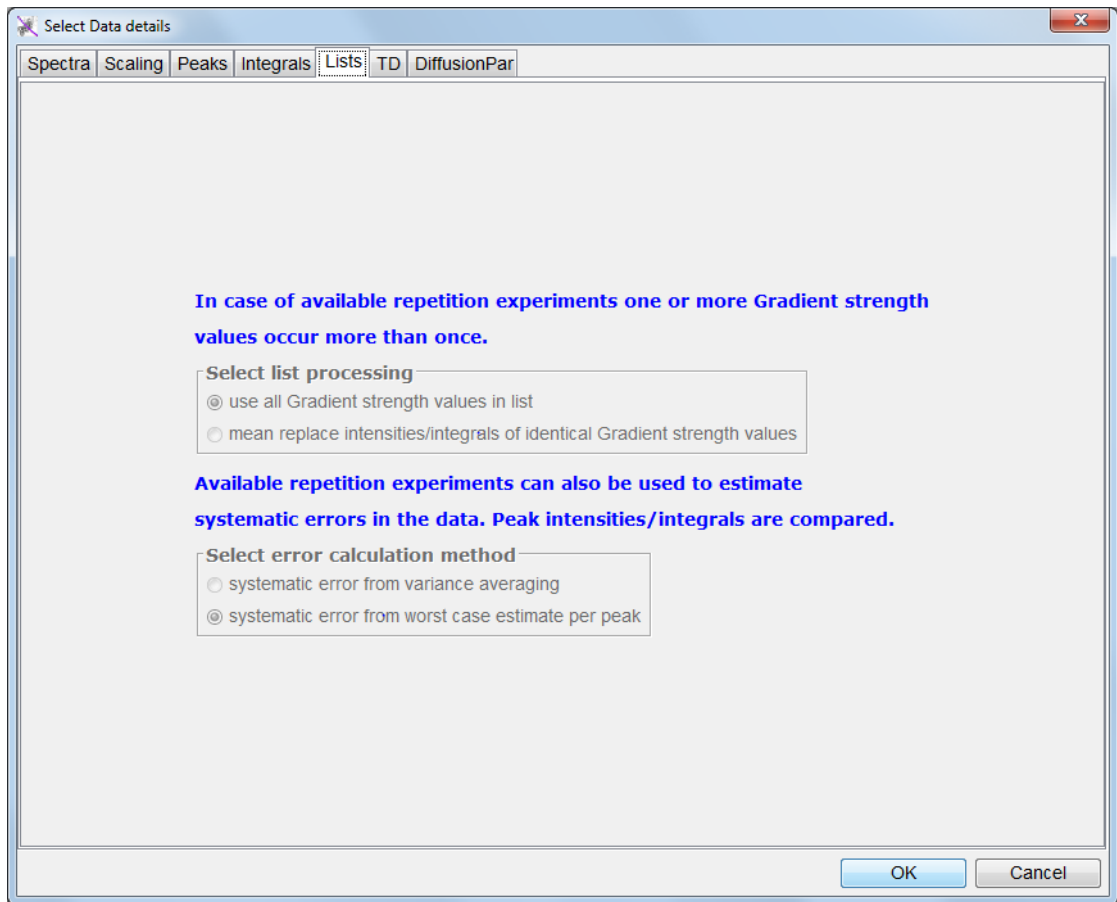 Select Data details
x
Spectra Scaling Peaks Integrals Lists TD DiffusionPar
In case of available repetition experiments one or more Gradient strength
values occur more than once.
Select list processing
use all Gradient strength values in list
mean replace intensities/integrals of identical Gradient strength values
Available repetition experiments can also be used to estimate
systematic errors in the data. Peak intensities/integrals are compared.
Select error calculation method
systematic error from variance averaging
systematic error from worst case estimate per peak
OK Cancel